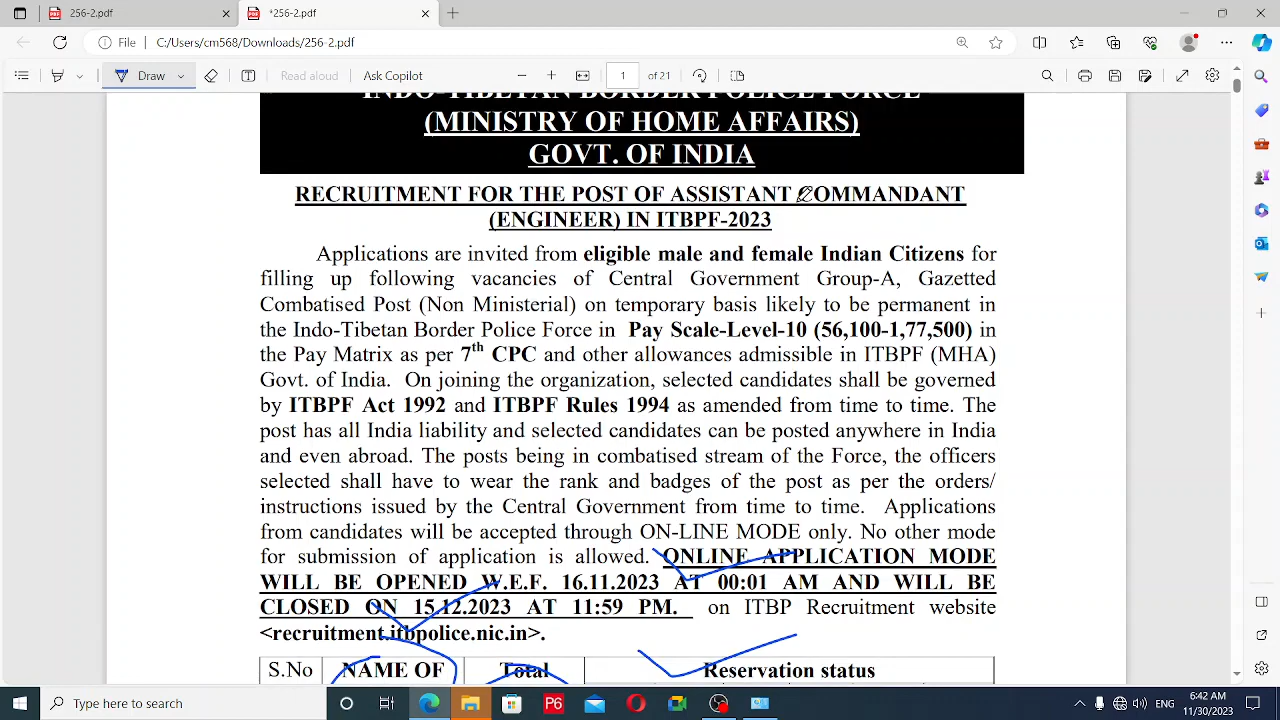 256-2.pdf
*256-2.pdf
File
C:/Users/cm568/Downloads/256-2.pdf
Draw
Read aloud
Ask Copilot
1
of 21
INDO-TIBETAN BORDER POLICE FORCE
(MINISTRY OF HOME AFFAIRS)
GOVT. OF INDIA
RECRUITMENT FOR THE POST OF ASSISTANT COMMANDANT
(ENGINEER) IN ITBPF-2023
Applications are invited from eligible male and female Indian Citizens for
filling up following vacancies of Central Government Group-A, Gazetted
Combatised Post (Non Ministerial) on temporary basis likely to be permanent in
the Indo-Tibetan Border Police Force in Pay Scale-Level-10 (56,100-1,77,500) in
the Pay Matrix as per 7th CPC and other allowances admissible in ITBPF (MHA)
Govt. of India. On joining the organization, selected candidates shall be governed
by ITBPF Act 1992 and ITBPF Rules 1994 as amended from time to time. The
post has all India liability and selected candidates can be posted anywhere in India
and even abroad. The posts being in combatised stream of the Force, the officers
selected shall have to wear the rank and badges of the post as per the orders/
instructions issued by the Central Government from time to time. Applications
from candidates will be accepted through ON-LINE MODE only. No other mode
for submission of application is allowed. ONLINE APPLICATION MODE
WILL BE OPENED W.E.F. 16.11.2023 AT 00:01 AM AND WILL BE
CLOSED ON 15.12.2023 AT 11:59 PM. on ITBP Recruitment website
<recruitment.itbpolice.nic.in>.
S.No NAME OF Total Reservation status
Type here to search
P6
ENG
6:42 AM
11/30/2023